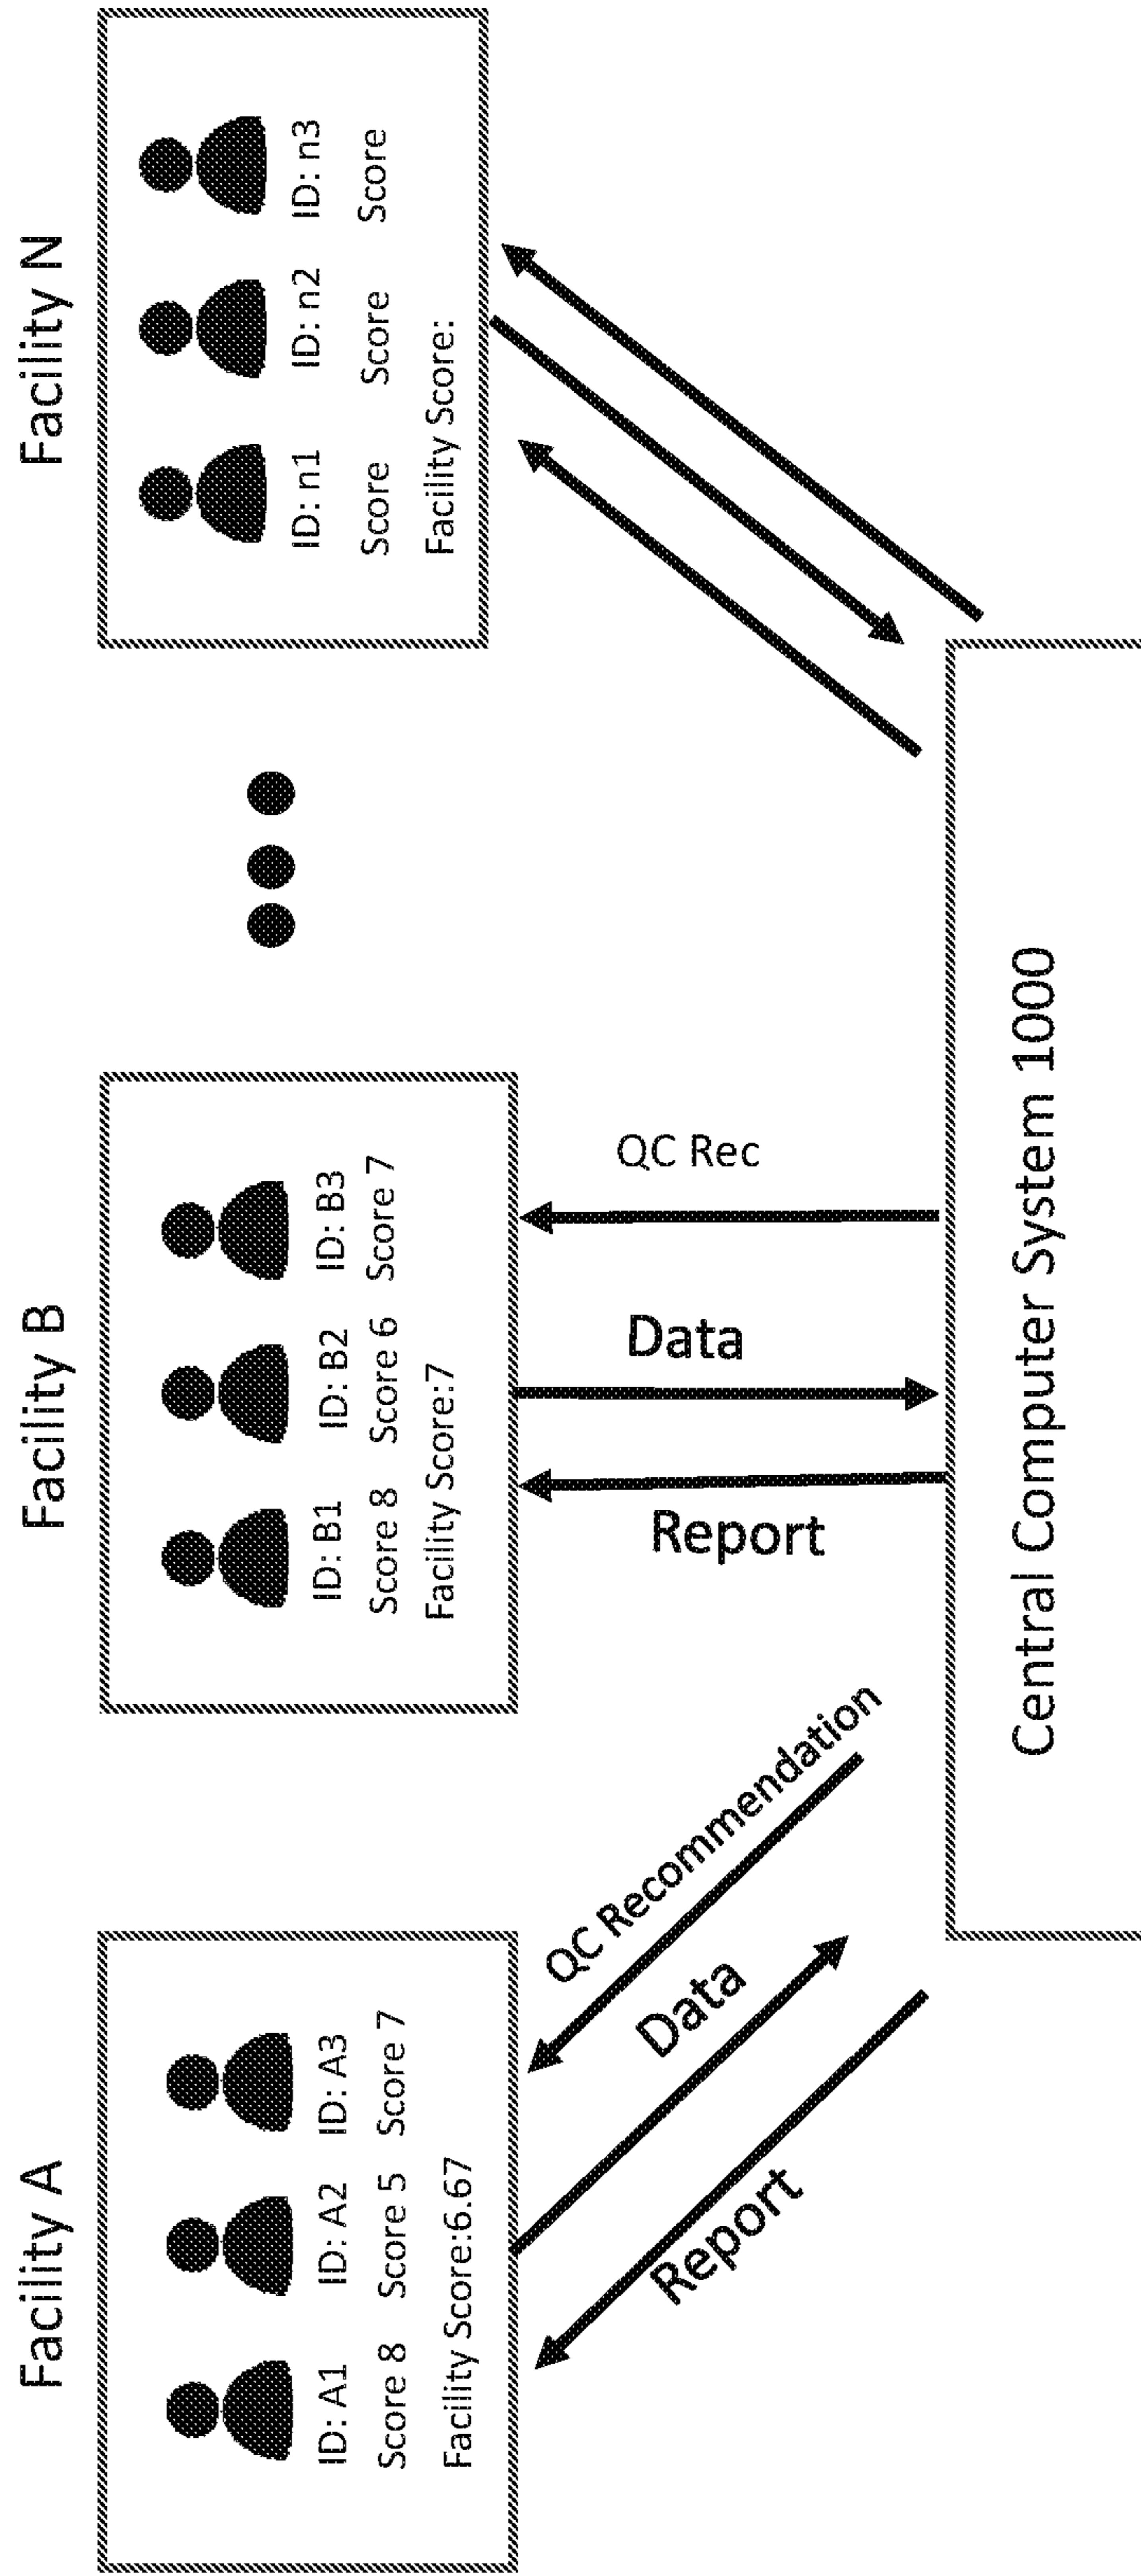 Facility A
ID: A1 ID: A2 ID: A3
Score 8 Score 5 Score 7
Facility Score:6.67
Facility B
ID: B1 ID: B2 ID: B3
Score 8 Score 6 Score 7
Facility Score:7
Facility N
ID: n1 ID: n2 ID: n3
Score Score Score
Facility Score:
Report
Data
QC Recommendation
Report
Data
QC Rec
Central Computer System 1000